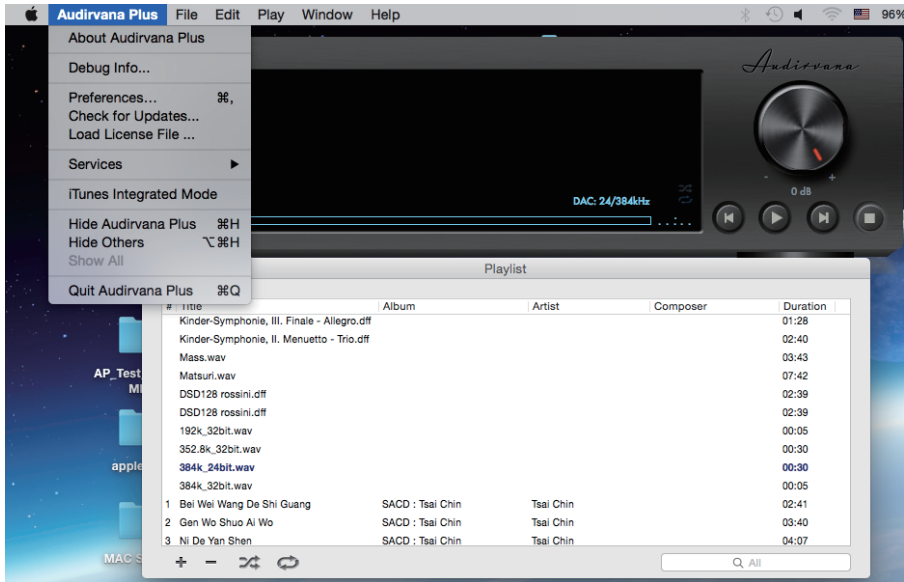 Audirvana Plus File Edit Play Window Help 96%
About Audirvana Plus
Debug Info...
Preferences... ⌘,
Check for Updates...
Load License File ...
Services ▶
iTunes Integrated Mode
Hide Audirvana Plus ⌘H
Hide Others ⌥⌘H
Show All
Quit Audirvana Plus ⌘Q
Audirvana
DAC: 24/384kHz
- +
0 dB
Playlist
# Title Album Artist Composer Duration
Kinder-Symphonie, III. Finale - Allegro.dff 01:28
Kinder-Symphonie, II. Menuetto - Trio.dff 02:40
Mass.wav 03:43
Matsuri.wav 07:42
DSD128 rossini.dff 02:39
DSD128 rossini.dff 02:39
192k_32bit.wav 00:05
352.8k_32bit.wav 00:30
384k_24bit.wav 00:30
384k_32bit.wav 00:05
1 Bei Wei Wang De Shi Guang SACD : Tsai Chin Tsai Chin 02:41
2 Gen Wo Shuo Ai Wo SACD : Tsai Chin Tsai Chin 03:40
3 Ni De Yan Shen SACD : Tsai Chin Tsai Chin 04:07
All
AP_Test
apple
MAC